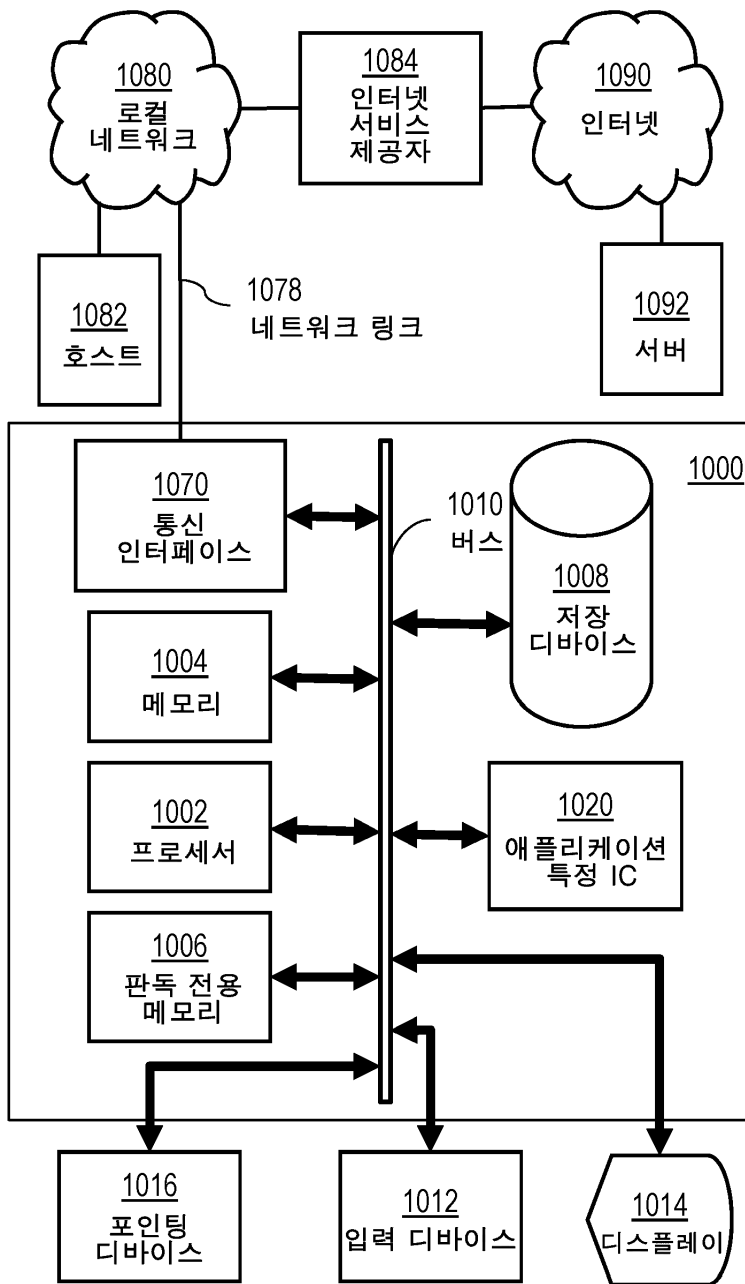 1080
로컬
네트워크
1084
인터넷
서비스
제공자
1090
인터넷
1082
호스트
1078
네트워크 링크
1092
서버
1000
1070
통신
인터페이스
1010
버스
1008
저장
디바이스
1004
메모리
1002
프로세서
1020
애플리케이션
특정 IC
1006
판독 전용
메모리
1016
포인팅
디바이스
1012
입력 디바이스
1014
디스플레이